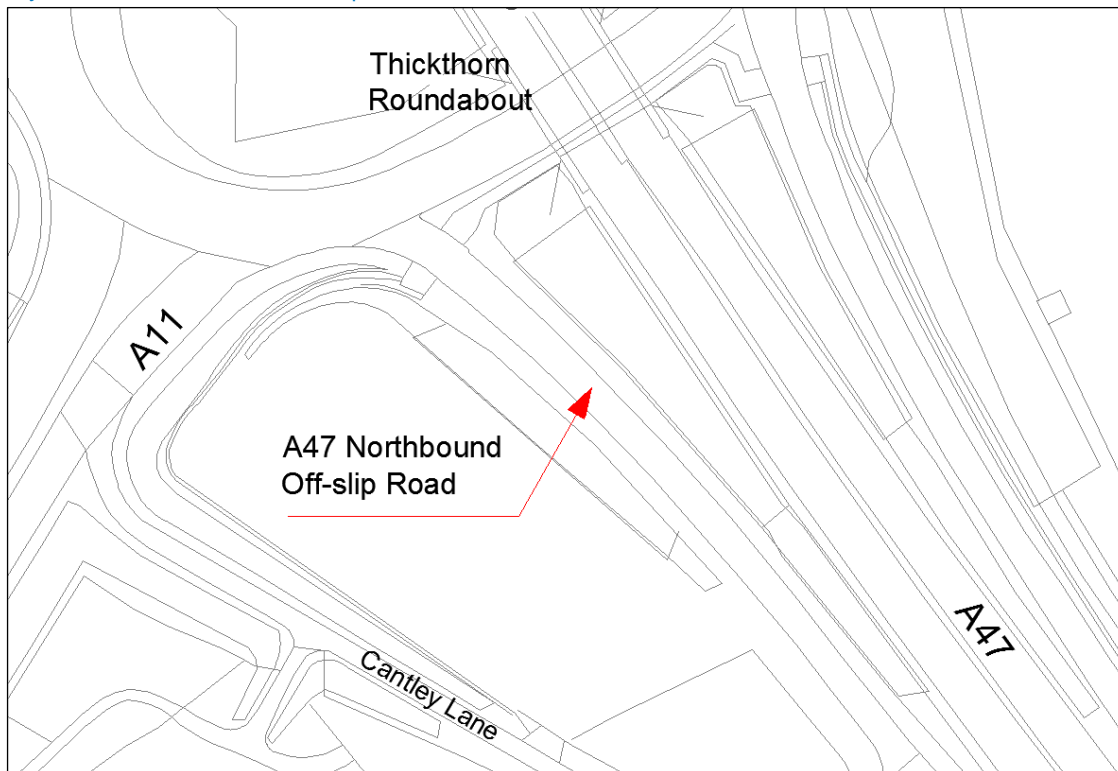 Thickthorn
Roundabout
A11
A47 Northbound
Off-slip Road
A47
Cantley Lane